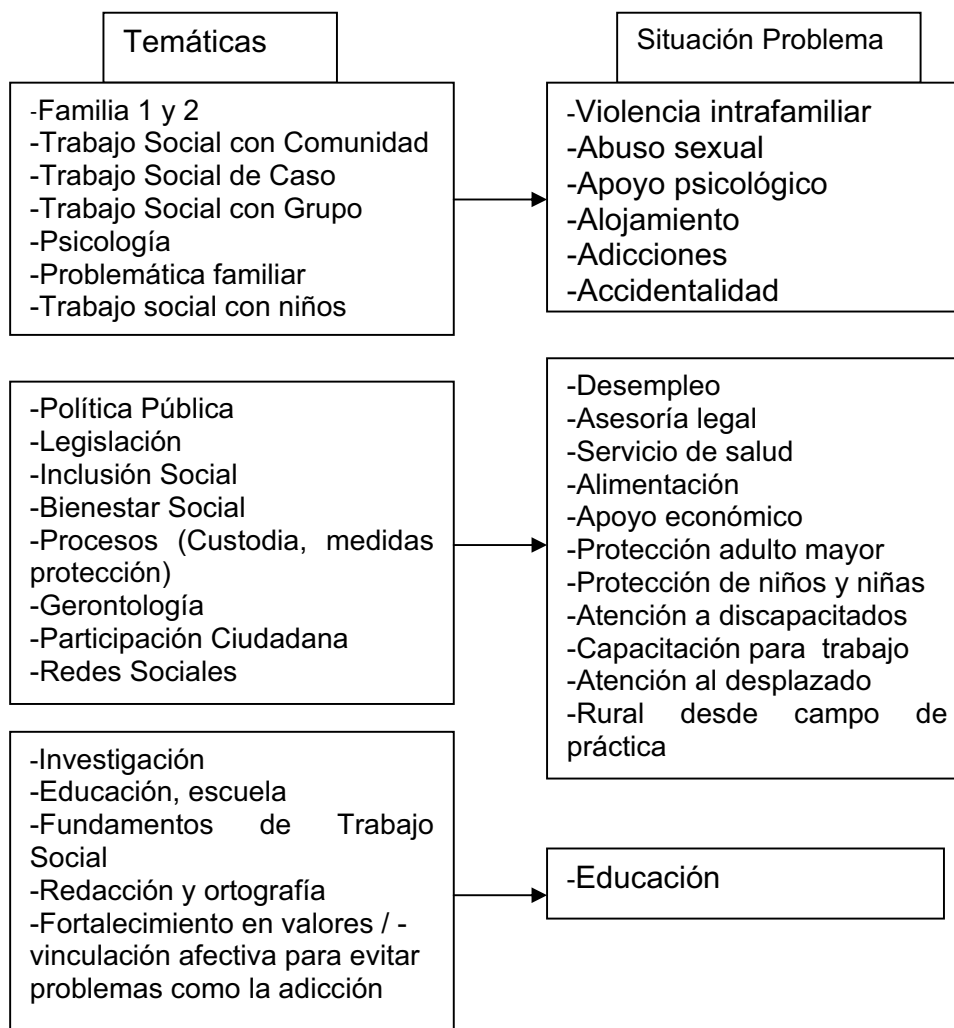 Temáticas
Situación Problema
-Familia 1 y 2
-Trabajo Social con Comunidad
-Trabajo Social de Caso
-Trabajo Social con Grupo
-Psicología
-Problemática familiar
-Trabajo social con niños
-Violencia intrafamiliar
-Abuso sexual
-Apoyo psicológico
-Alojamiento
-Adicciones
-Accidentalidad
-Política Pública
-Legislación
-Inclusión Social
-Bienestar Social
-Procesos (Custodia, medidas
protección)
-Gerontología
-Participación Ciudadana
-Redes Sociales
-Desempleo
-Asesoría legal
-Servicio de salud
-Alimentación
-Apoyo económico
-Protección adulto mayor
-Protección de niños y niñas
-Atención a discapacitados
-Capacitación para trabajo
-Atención al desplazado
-Rural desde campo de
práctica
-Investigación
-Educación, escuela
-Fundamentos de Trabajo
Social
-Redacción y ortografía
-Fortalecimiento en valores / -
vinculación afectiva para evitar
problemas como la adicción
-Educación